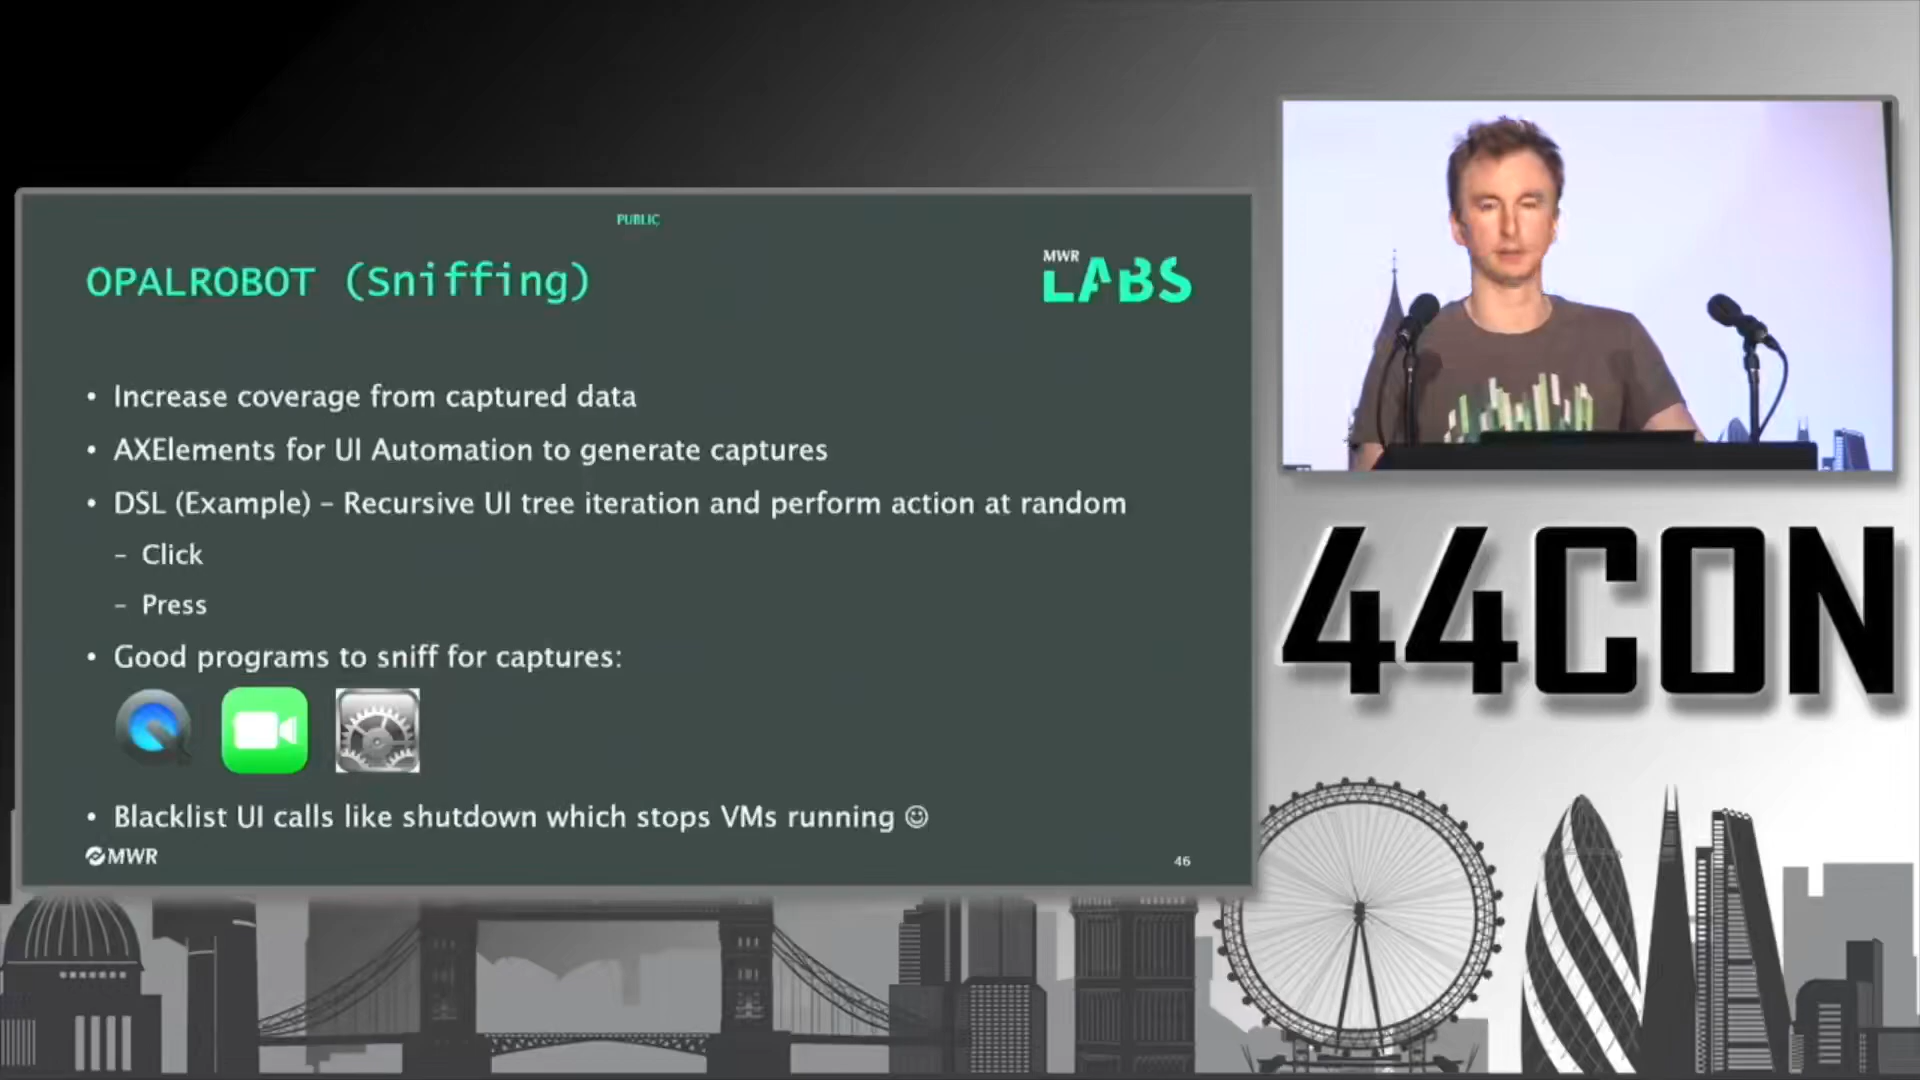 PUBLIC
OPALROBOT (Sniffing)
MWR
LABS
• Increase coverage from captured data
• AXElements for UI Automation to generate captures
• DSL (Example) – Recursive UI tree iteration and perform action at random
– Click
– Press
• Good programs to sniff for captures:
• Blacklist UI calls like shutdown which stops VMs running ☺
MWR
46
44CON